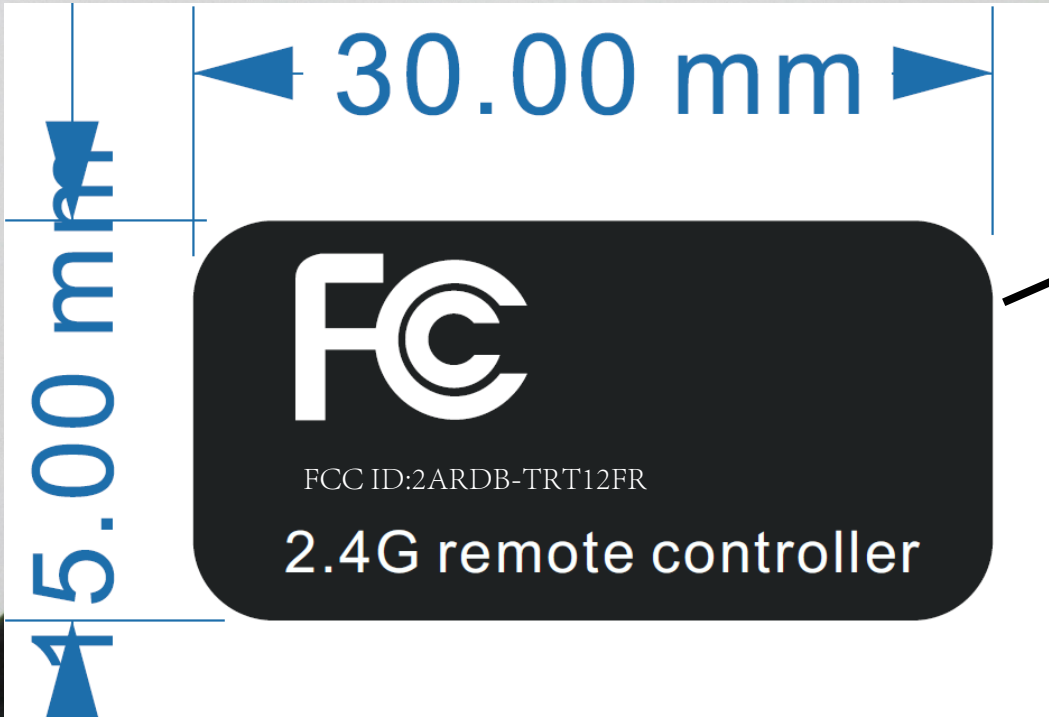 30.00 mm
15.00 mm
FC
FCC ID:2ARDB-TRT12FR
2.4G remote controller